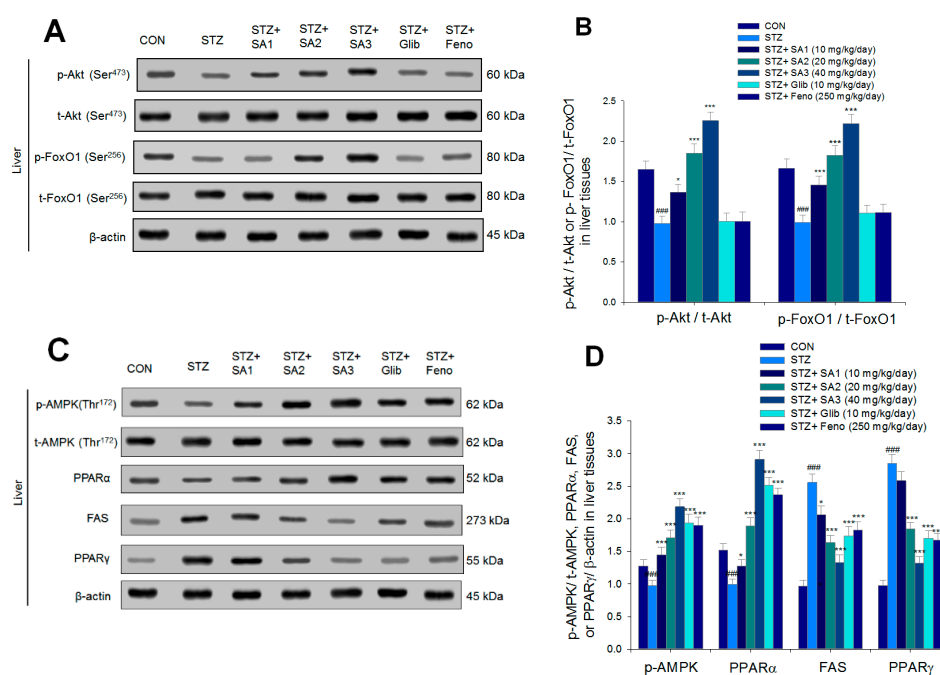 A
CON STZ STZ+ SA1 STZ+ SA2 STZ+ SA3 STZ+ Glib STZ+ Feno
Liver
p-Akt (Ser473) 60 kDa
t-Akt (Ser473) 60 kDa
p-FoxO1 (Ser256) 80 kDa
t-FoxO1 (Ser256) 80 kDa
β-actin 45 kDa
B
CON
STZ
STZ+ SA1 (10 mg/kg/day)
STZ+ SA2 (20 mg/kg/day)
STZ+ SA3 (40 mg/kg/day)
STZ+ Glib (10 mg/kg/day)
STZ+ Feno (250 mg/kg/day)
p-Akt / t-Akt or p- FoxO1/ t-FoxO1
in liver tissues
2.5
2.0
1.5
1.0
0.5
0.0
### * *** ***
### *** *** ***
p-Akt / t-Akt p-FoxO1 / t-FoxO1
C
CON STZ STZ+ SA1 STZ+ SA2 STZ+ SA3 STZ+ Glib STZ+ Feno
Liver
p-AMPK(Thr172) 62 kDa
t-AMPK (Thr172) 62 kDa
PPARα 52 kDa
FAS 273 kDa
PPARγ 55 kDa
β-actin 45 kDa
D
CON
STZ
STZ+ SA1 (10 mg/kg/day)
STZ+ SA2 (20 mg/kg/day)
STZ+ SA3 (40 mg/kg/day)
STZ+ Glib (10 mg/kg/day)
STZ+ Feno (250 mg/kg/day)
p-AMPK/ t-AMPK, PPARα, FAS,
or PPARγ/ β-actin in liver tissues
3.5
3.0
2.5
2.0
1.5
1.0
0.5
0.0
### *** *** *** *** ***
### * *** *** *** ***
### * *** *** *** ***
### *** *** ***
p-AMPK PPARα FAS PPARγ